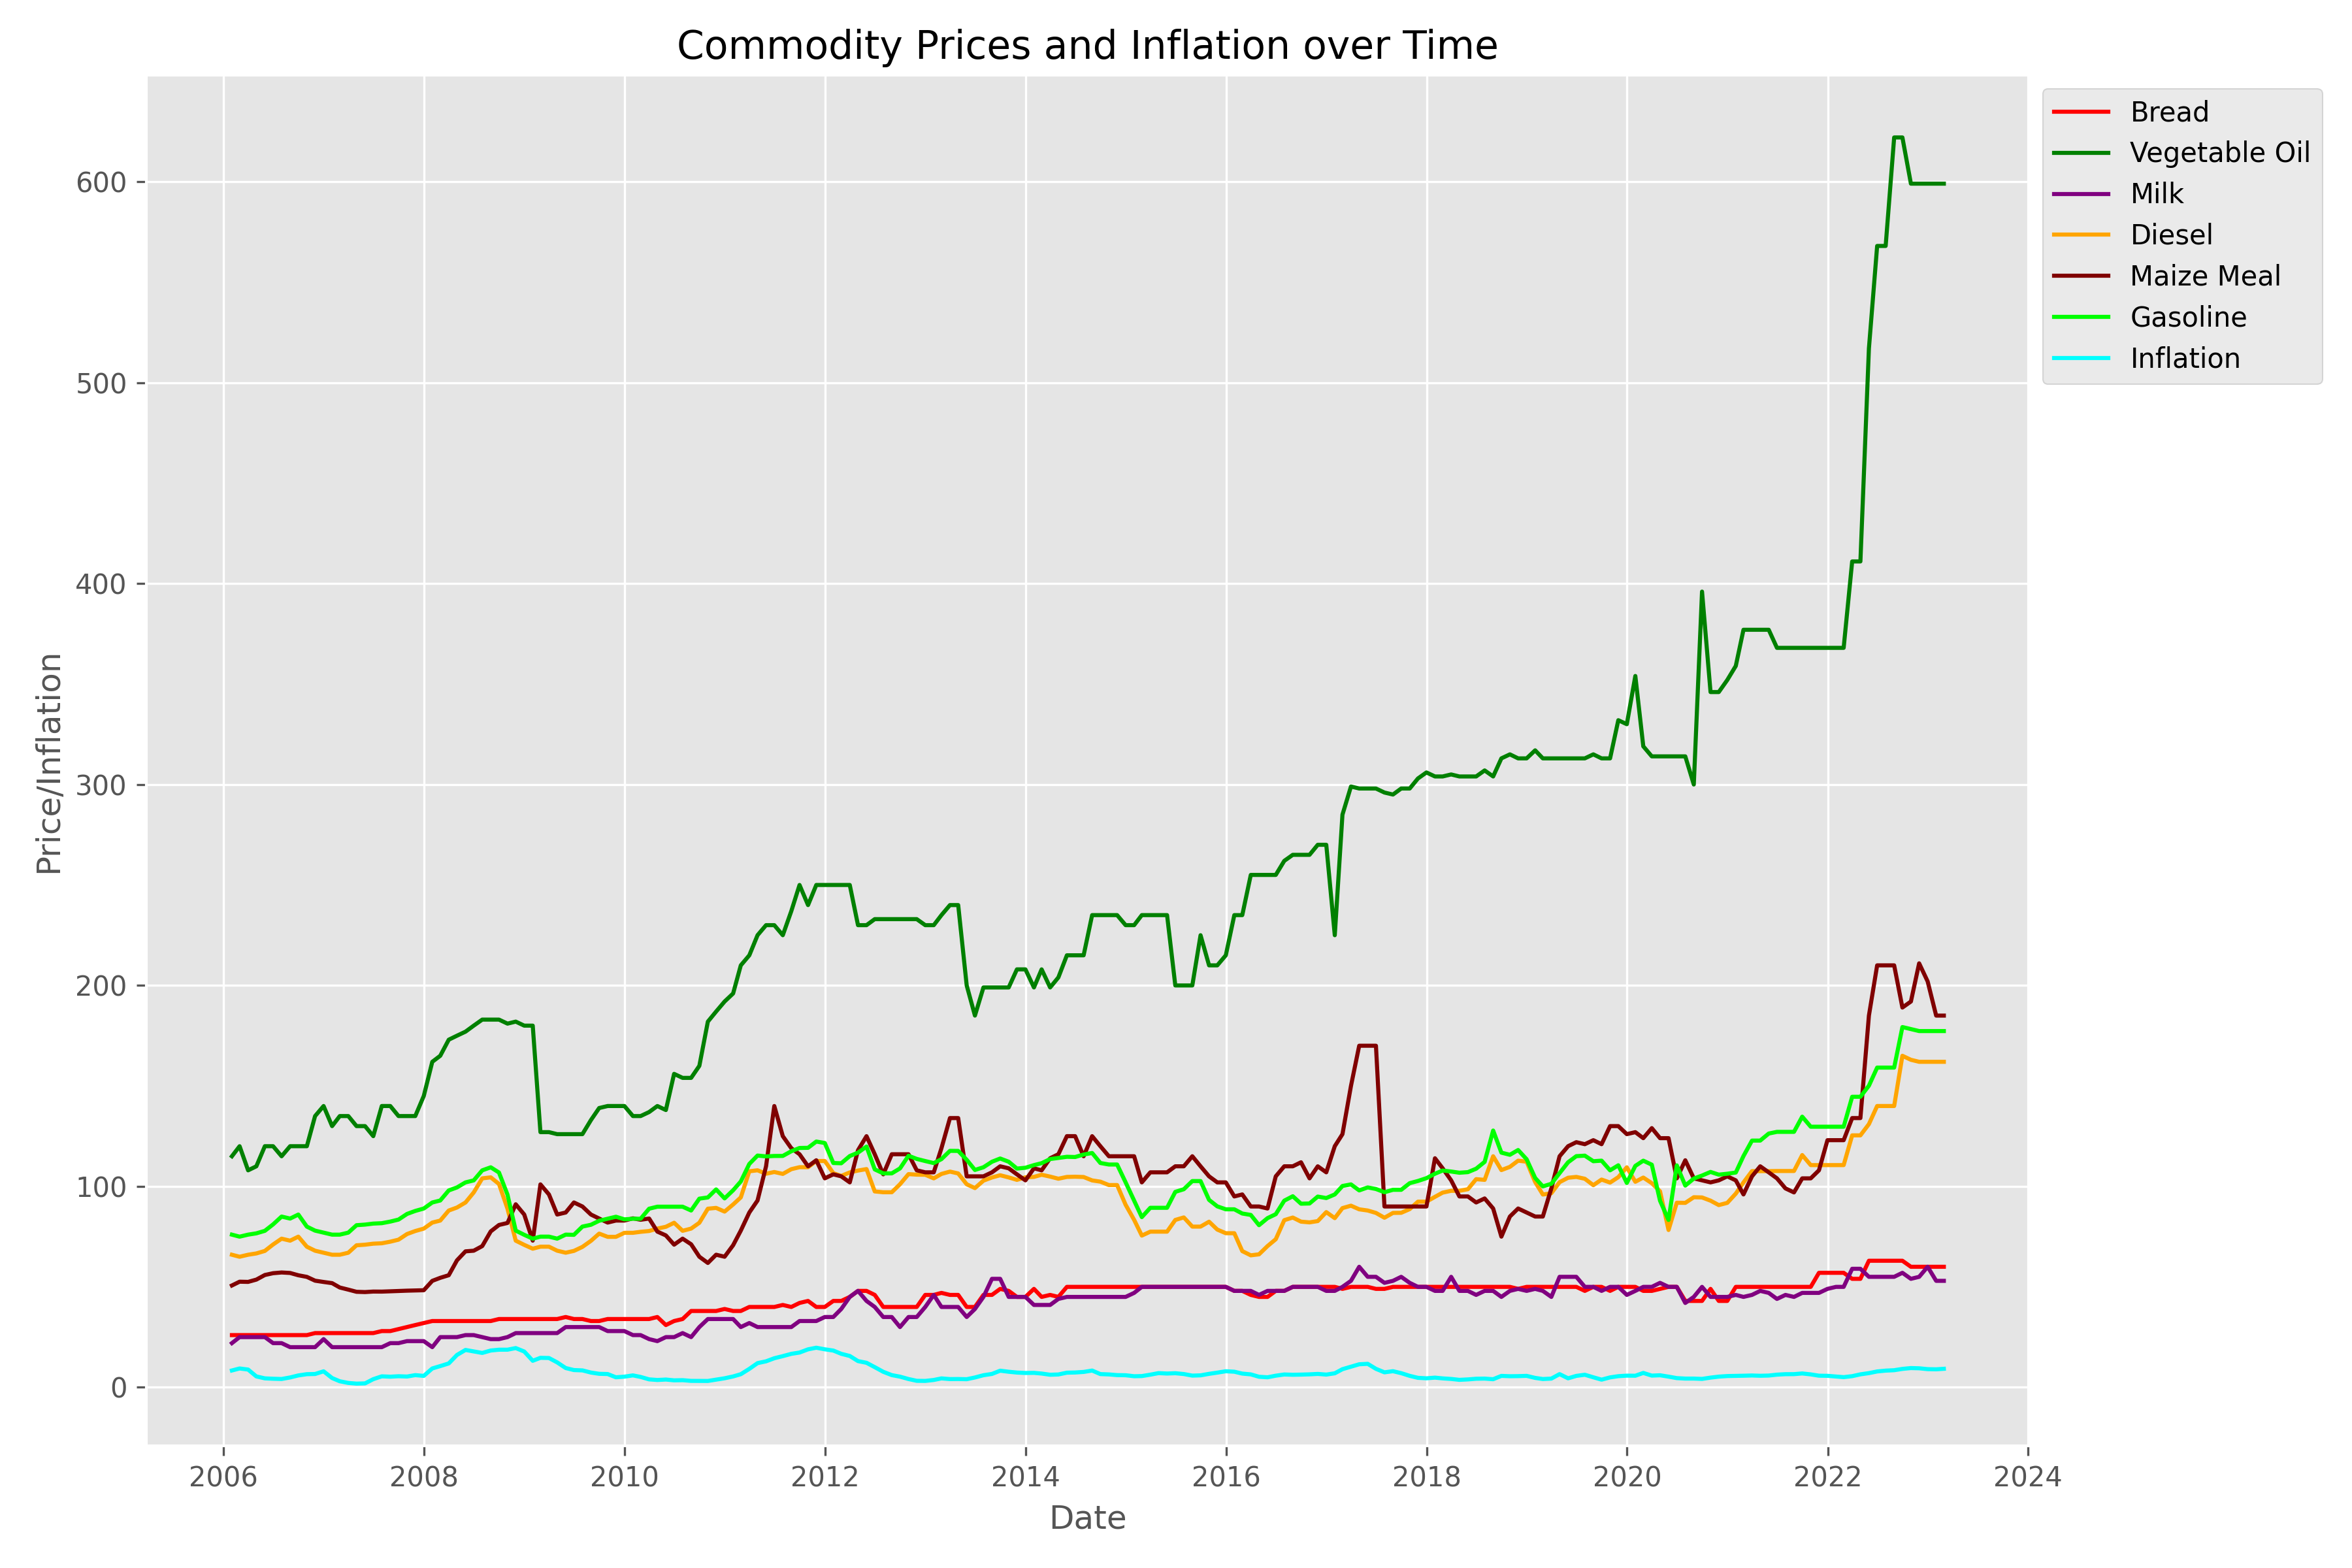 Commodity Prices and Inflation over Time
Bread
Vegetable Oil
Milk
Diesel
Maize Meal
Gasoline
Inflation
Price/Inflation
600
500
400
300
200
100
0
2006 2008 2010 2012 2014 2016 2018 2020 2022 2024
Date